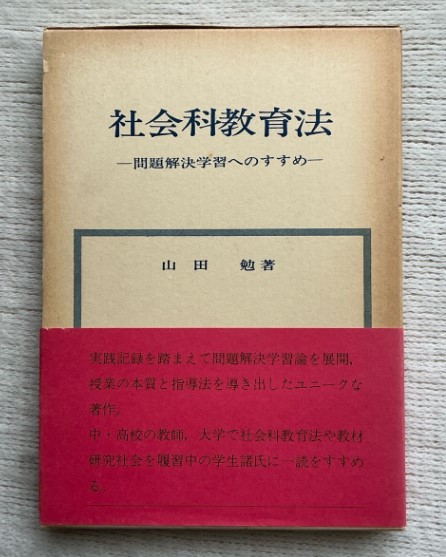 社会科教育法
―問題解決学習へのすすめ―
山田 勉著
実践記録を踏まえて問題解決学習論を展開，
授業の本質と指導法を導き出したユニークな
著作。
中・高校の教師，大学で社会科教育法や教材
研究社会を履習中の学生諸氏に一読をすすめ
る。